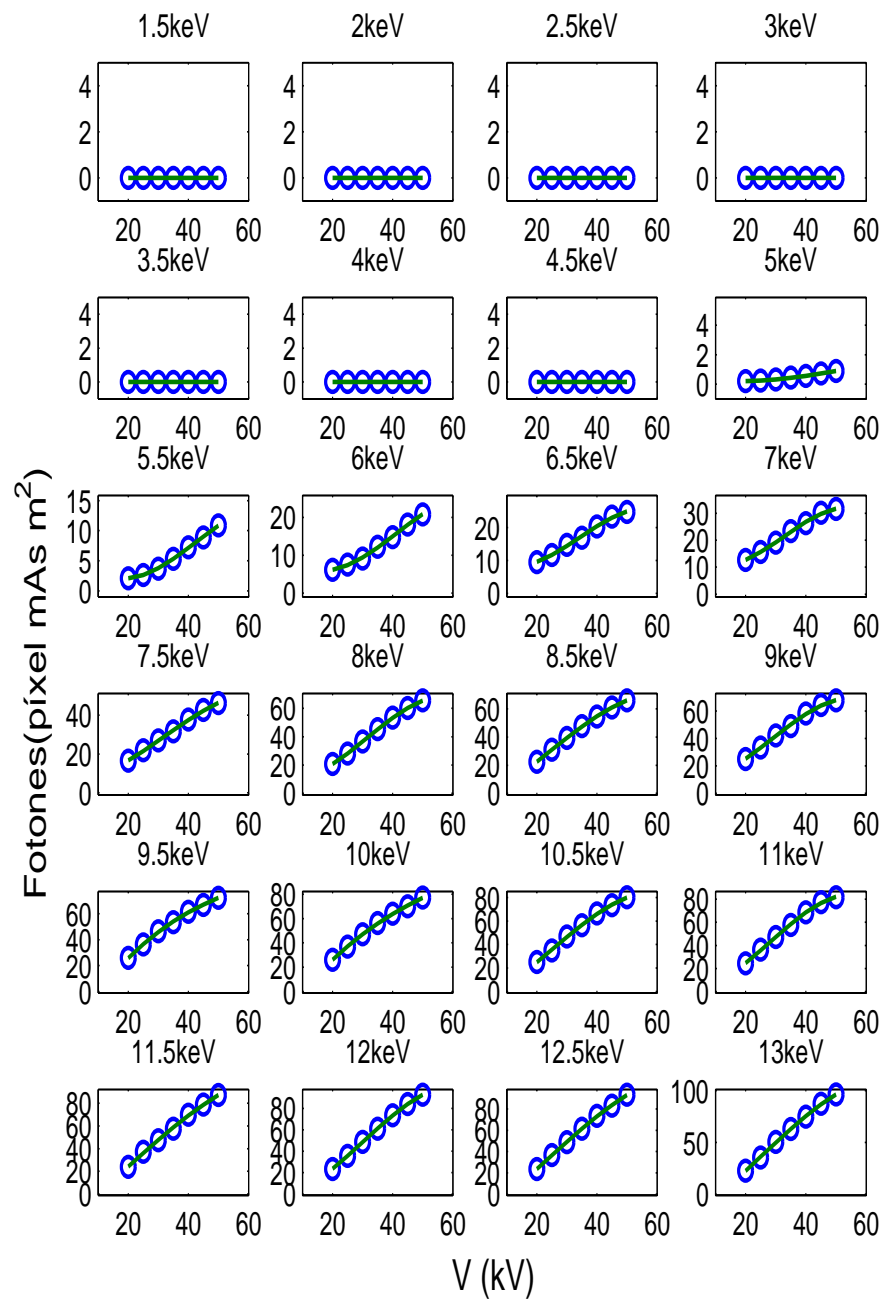 1.5keV 2keV 2.5keV 3keV
4 4 4 4
2 2 2 2
0 0 0 0
20 40 60 20 40 60 20 40 60 20 40 60
3.5keV 4keV 4.5keV 5keV
4 4 4 4
2 2 2 2
0 0 0 0
20 40 60 20 40 60 20 40 60 20 40 60
5.5keV 6keV 6.5keV 7keV
15 20 20 30
10 10 10 20
5 0 0 10
0 0
20 40 60 20 40 60 20 40 60 20 40 60
7.5keV 8keV 8.5keV 9keV
40 60 60 60
20 40 40 40
0 20 20 20
0 0 0
20 40 60 20 40 60 20 40 60 20 40 60
9.5keV 10keV 10.5keV 11keV
60 80 80 80
40 60 60 60
20 40 40 40
0 20 20 20
0 0 0
20 40 60 20 40 60 20 40 60 20 40 60
11.5keV 12keV 12.5keV 13keV
80 80 80 100
60 60 60 50
40 40 40 0
20 20 20
0 0 0
20 40 60 20 40 60 20 40 60 20 40 60
V (kV)
Fotones(píxel mAs m²)